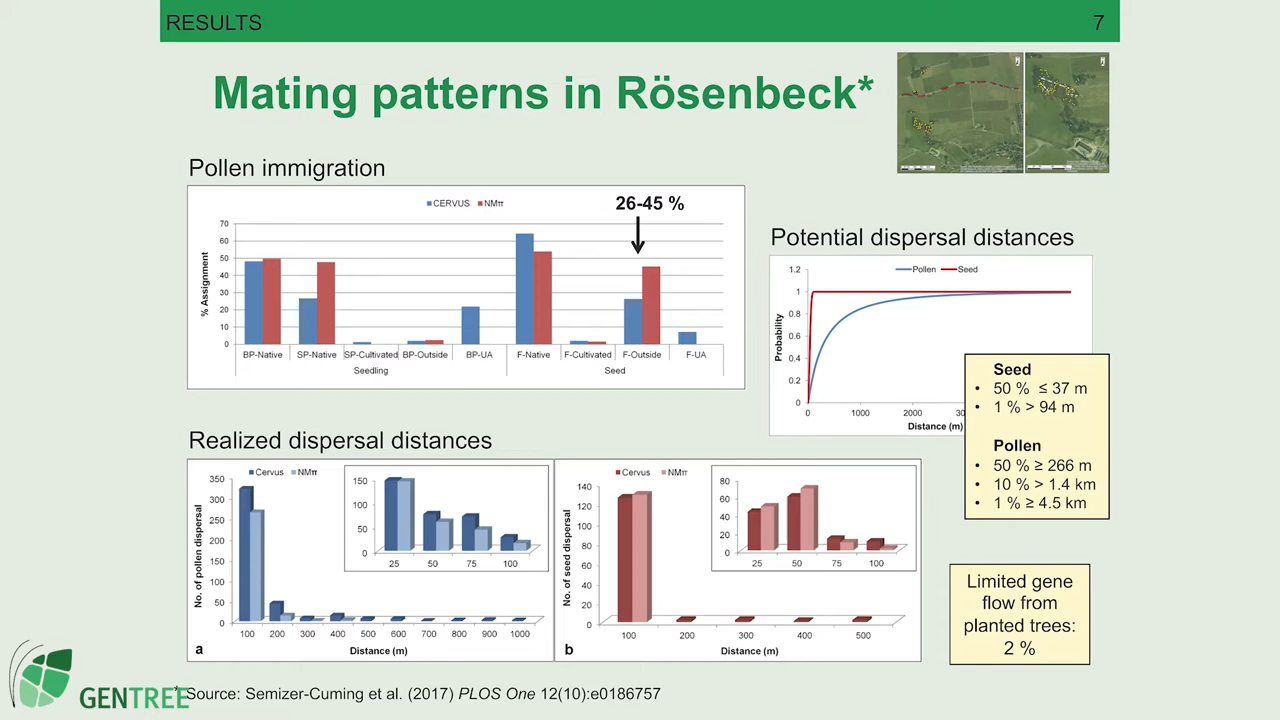 RESULTS 7
Mating patterns in Rösenbeck*
Pollen immigration
CERVUS NMπ
26-45 %
% Assignment
70
60
50
40
30
20
10
0
BP-Native SP-Native SP-Cultivated BP-Outside BP-UA F-Native F-Cultivated F-Outside F-UA
Seedling Seed
Potential dispersal distances
Pollen Seed
Probability
1.2
1
0.8
0.6
0.4
0.2
0
0 1000 2000
Distance (m)
Seed
• 50 % ≤ 37 m
• 1 % > 94 m
Pollen
• 50 % ≥ 266 m
• 10 % > 1.4 km
• 1 % ≥ 4.5 km
Realized dispersal distances
Cervus NMπ
No. of pollen dispersal
350
300
250
200
150
100
50
0
100 200 300 400 500 600 700 800 900 1000
a Distance (m)
150
100
50
0
25 50 75 100
Cervus NMπ
No. of seed dispersal
140
120
100
80
60
40
20
0
100 200 300 400 500
b Distance (m)
80
60
40
20
0
25 50 75 100
Limited gene
flow from
planted trees:
2 %
GENTREE
* Source: Semizer-Cuming et al. (2017) PLOS One 12(10):e0186757